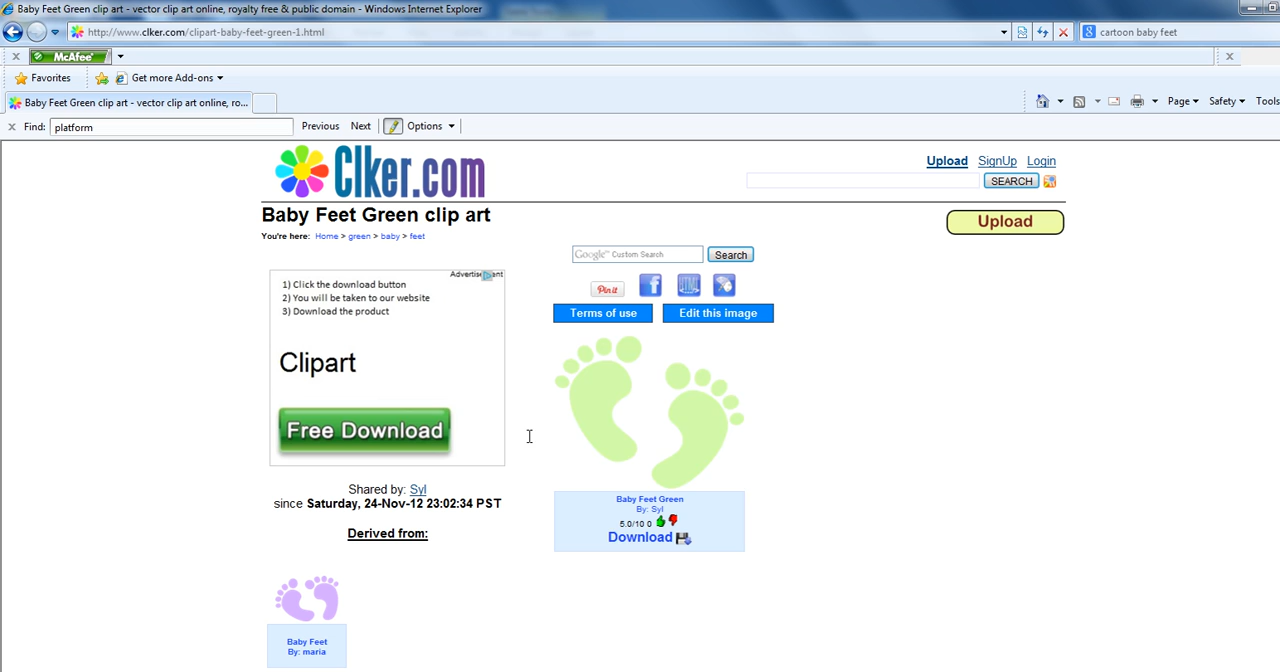 Baby Feet Green clip art - vector clip art online, royalty free & public domain - Windows Internet Explorer
http://www.clker.com/clipart-baby-feet-green-1.html
cartoon baby feet
McAfee
Favorites
Get more Add-ons
Baby Feet Green clip art - vector clip art online, ro...
Page
Safety
Tools
Find: platform
Previous
Next
Options
Clker.com
Upload SignUp Login
SEARCH
Baby Feet Green clip art
Upload
You're here: Home > green > baby > feet
Google™ Custom Search
Search
1) Click the download button
2) You will be taken to our website
3) Download the product
Pin it
HTML
Terms of use
Edit this image
Clipart
Free Download
Shared by: Syl
since Saturday, 24-Nov-12 23:02:34 PST
Derived from:
Baby Feet Green
By: Syl
5.0/10 0
Download
Baby Feet
By: maria